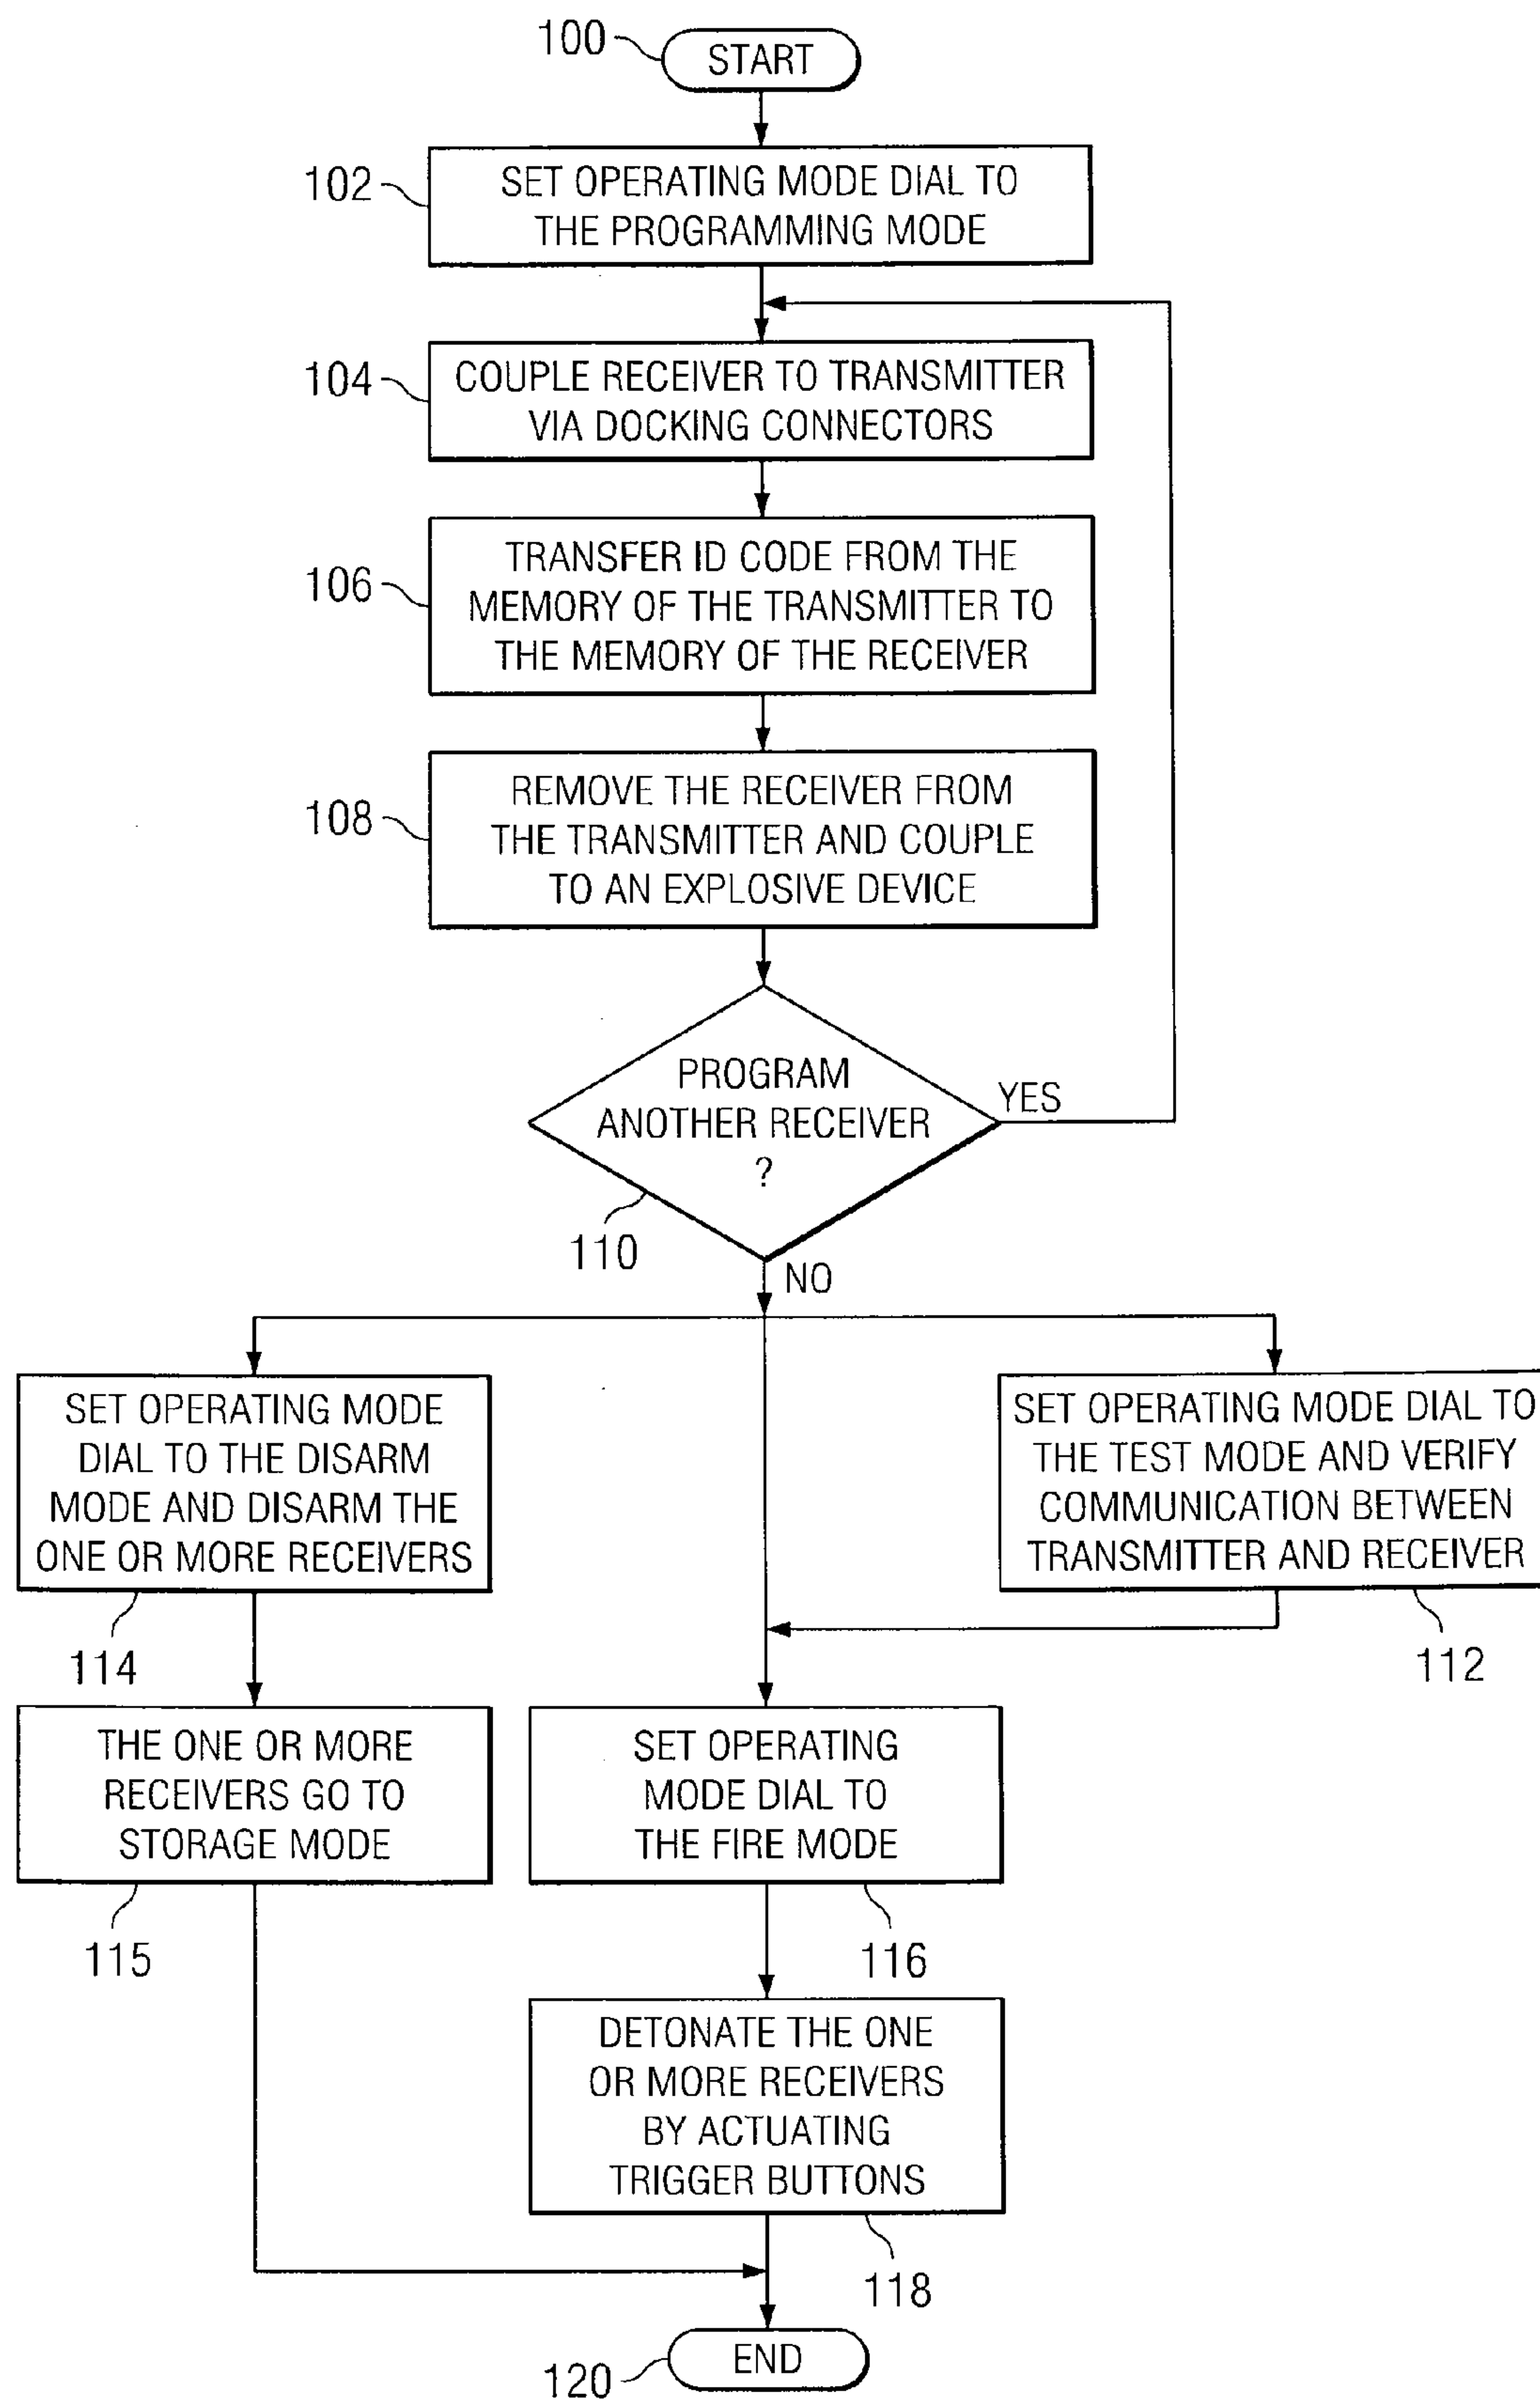 100
START
102
SET OPERATING MODE DIAL TO
THE PROGRAMMING MODE
104
COUPLE RECEIVER TO TRANSMITTER
VIA DOCKING CONNECTORS
106
TRANSFER ID CODE FROM THE
MEMORY OF THE TRANSMITTER TO
THE MEMORY OF THE RECEIVER
108
REMOVE THE RECEIVER FROM
THE TRANSMITTER AND COUPLE
TO AN EXPLOSIVE DEVICE
PROGRAM
ANOTHER RECEIVER
?
YES
110
NO
SET OPERATING MODE
DIAL TO THE DISARM
MODE AND DISARM THE
ONE OR MORE RECEIVERS
114
SET OPERATING MODE DIAL TO
THE TEST MODE AND VERIFY
COMMUNICATION BETWEEN
TRANSMITTER AND RECEIVER
112
THE ONE OR MORE
RECEIVERS GO TO
STORAGE MODE
115
SET OPERATING
MODE DIAL TO
THE FIRE MODE
116
DETONATE THE ONE
OR MORE RECEIVERS
BY ACTUATING
TRIGGER BUTTONS
118
END
120